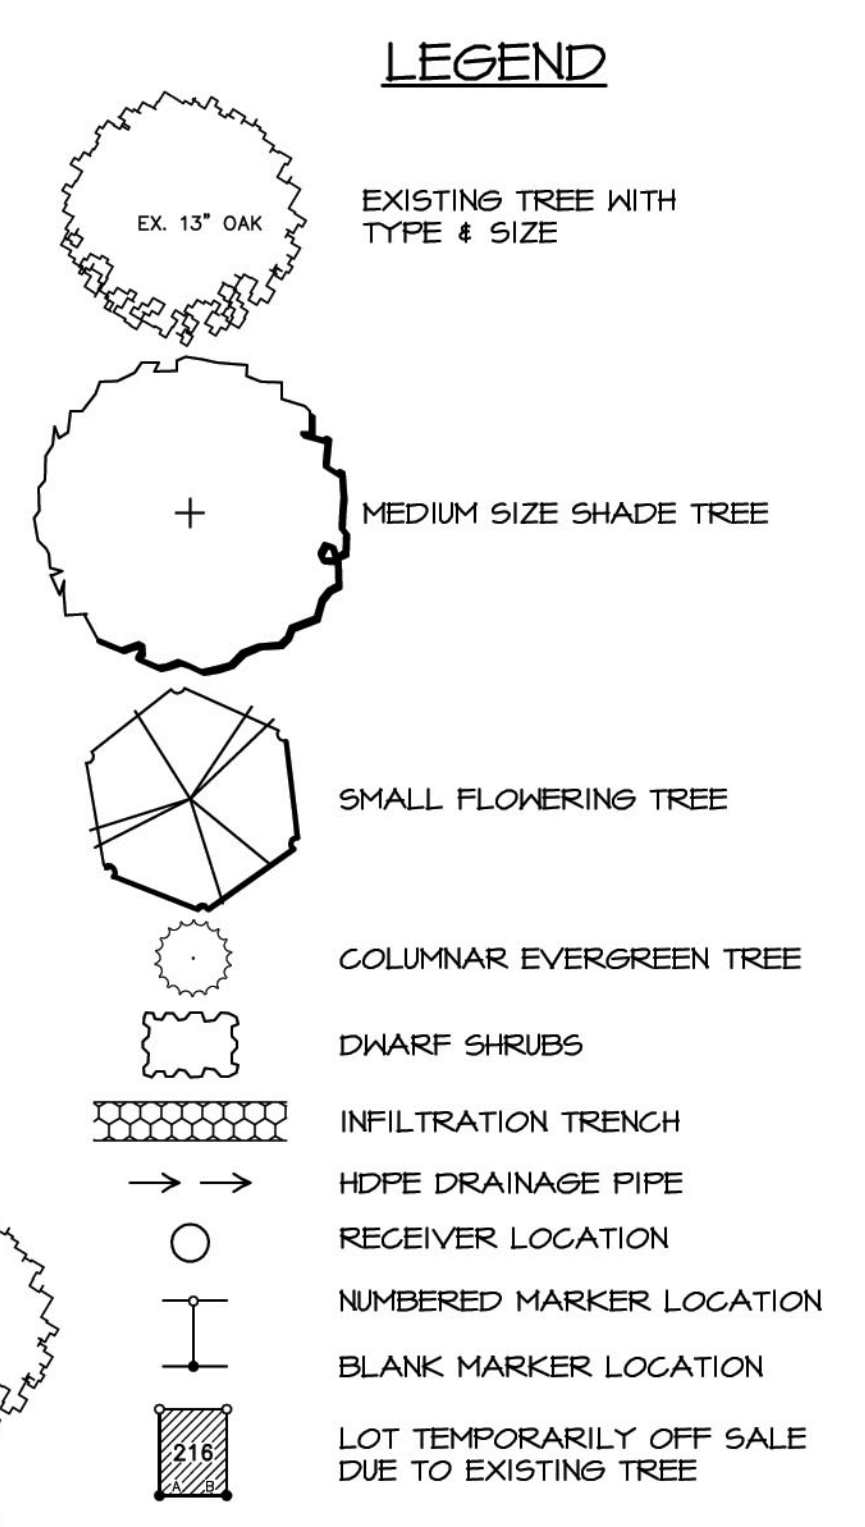 LEGEND
EX. 13" OAK
EXISTING TREE WITH
TYPE & SIZE
MEDIUM SIZE SHADE TREE
SMALL FLOWERING TREE
COLUMNAR EVERGREEN TREE
DWARF SHRUBS
INFILTRATION TRENCH
HDPE DRAINAGE PIPE
RECEIVER LOCATION
NUMBERED MARKER LOCATION
BLANK MARKER LOCATION
216
A B
LOT TEMPORARILY OFF SALE
DUE TO EXISTING TREE